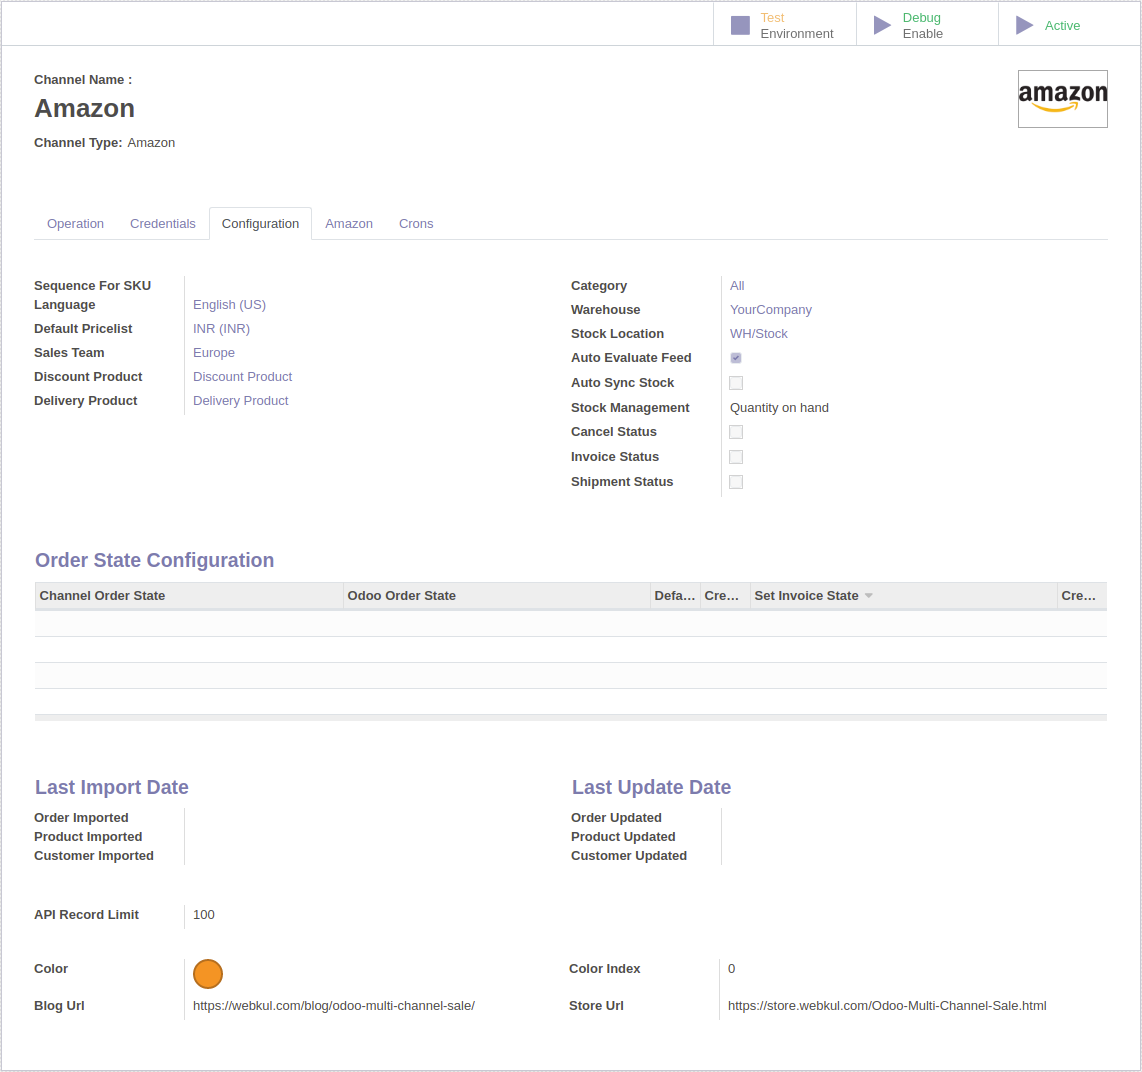 Test
Environment
Debug
Enable
Active
Channel Name :
Amazon
Channel Type: Amazon
amazon
Operation Credentials Configuration Amazon Crons
Sequence For SKU
Language English (US)
Default Pricelist INR (INR)
Sales Team Europe
Discount Product Discount Product
Delivery Product Delivery Product
Category All
Warehouse YourCompany
Stock Location WH/Stock
Auto Evaluate Feed
Auto Sync Stock
Stock Management Quantity on hand
Cancel Status
Invoice Status
Shipment Status
Order State Configuration
Channel Order State Odoo Order State Defa... Cre... Set Invoice State Cre...
Last Import Date
Order Imported
Product Imported
Customer Imported
Last Update Date
Order Updated
Product Updated
Customer Updated
API Record Limit 100
Color
Color Index 0
Blog Url https://webkul.com/blog/odoo-multi-channel-sale/
Store Url https://store.webkul.com/Odoo-Multi-Channel-Sale.html